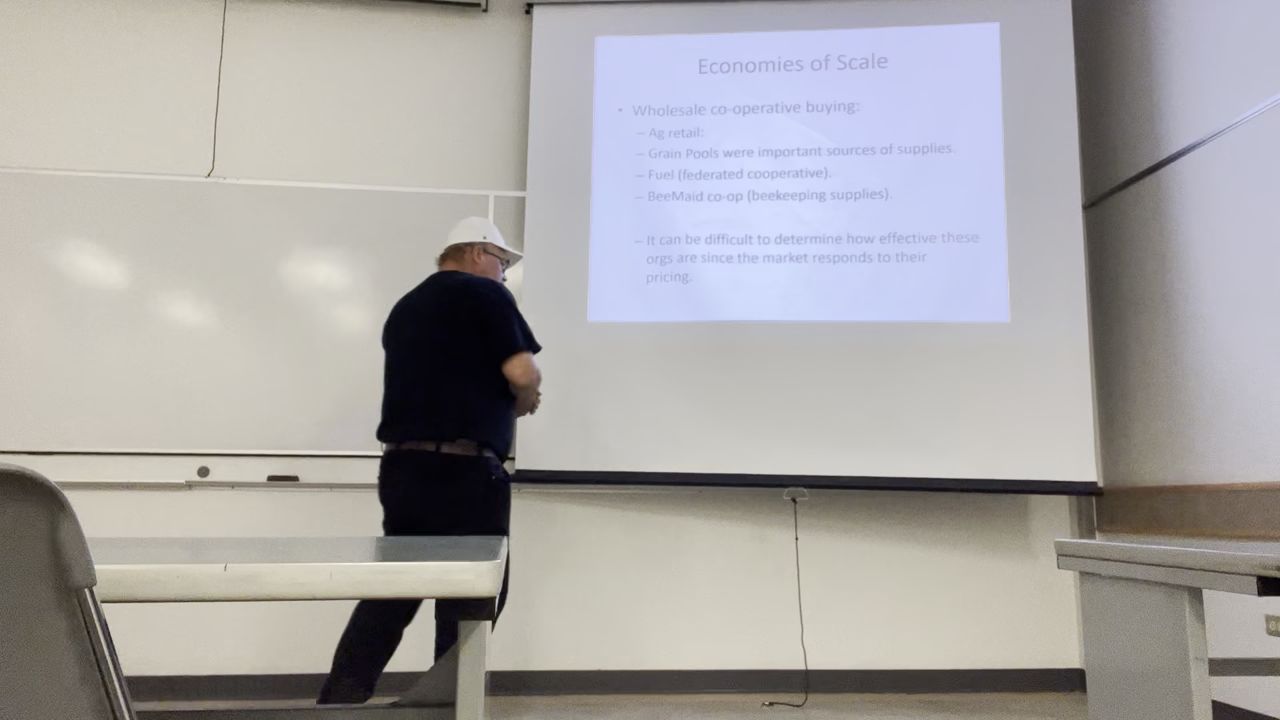 Economies of Scale
• Wholesale co-operative buying:
– Ag retail:
– Grain Pools were important sources of supplies.
– Fuel (federated cooperative).
– BeeMaid co-op (beekeeping supplies).
– It can be difficult to determine how effective these
orgs are since the market responds to their
pricing.